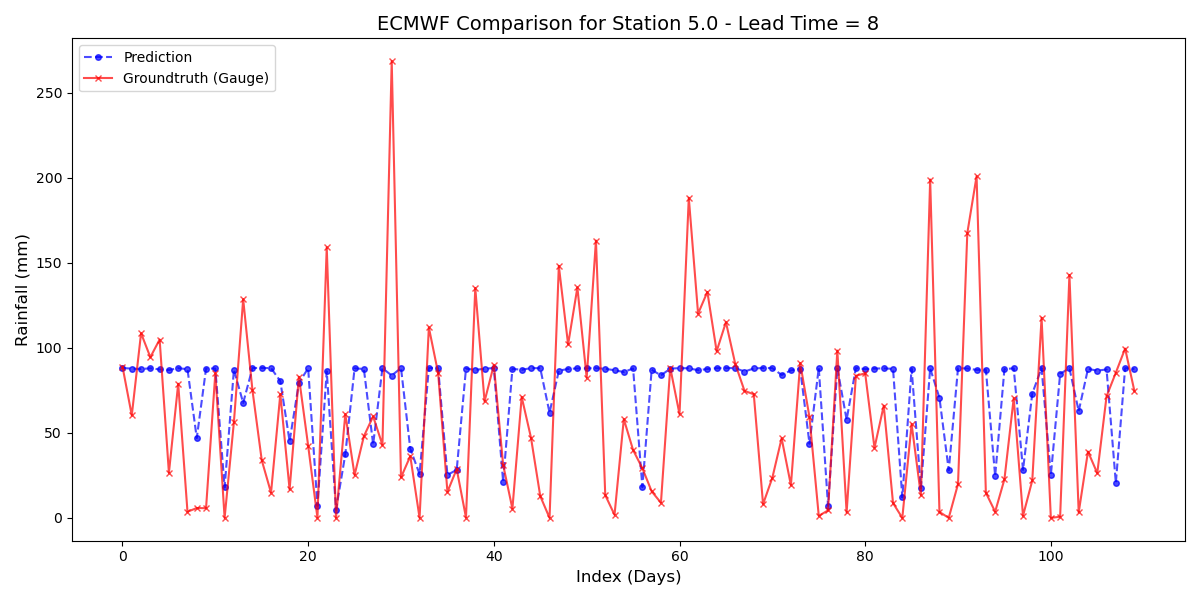 ECMWF Comparison for Station 5.0 - Lead Time = 8
Prediction
Groundtruth (Gauge)
Rainfall (mm)
250
200
150
100
50
0
0 20 40 60 80 100
Index (Days)